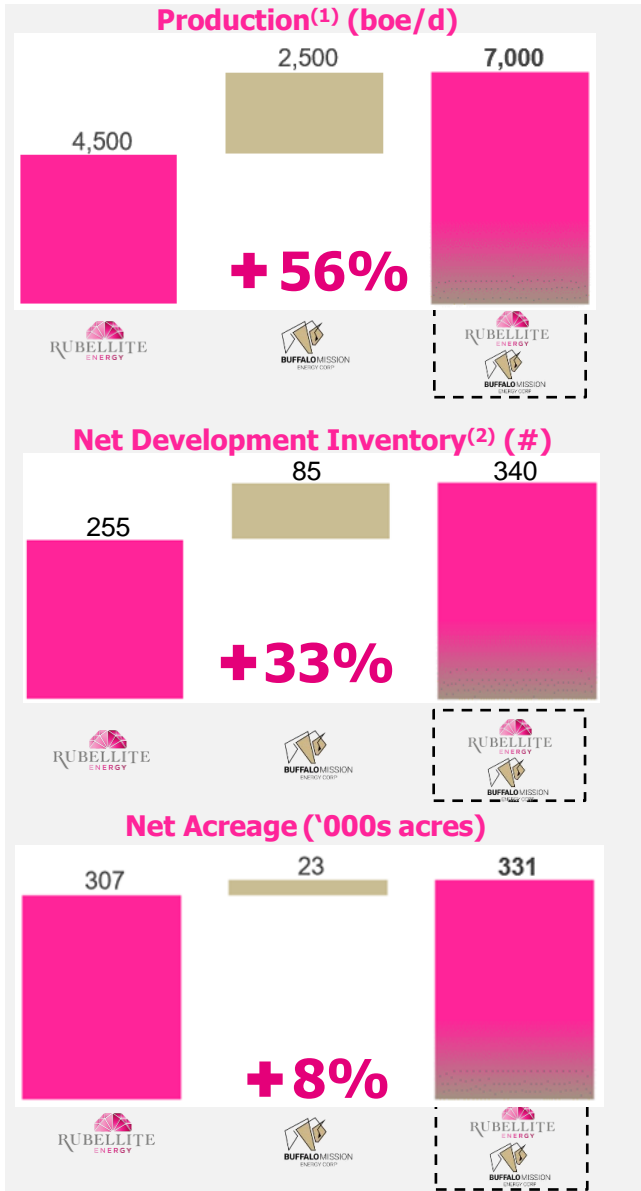 Production(1) (boe/d)
4,500
2,500
7,000
+56%
RUBELLITE
ENERGY
BUFFALO MISSION
ENERGY CORP
RUBELLITE
ENERGY
BUFFALO MISSION
ENERGY CORP
Net Development Inventory(2) (#)
255
85
340
+33%
RUBELLITE
ENERGY
BUFFALO MISSION
ENERGY CORP
RUBELLITE
ENERGY
BUFFALO MISSION
ENERGY CORP
Net Acreage (‘000s acres)
307
23
331
+8%
RUBELLITE
ENERGY
BUFFALO MISSION
ENERGY CORP
RUBELLITE
ENERGY
BUFFALO MISSION
ENERGY CORP